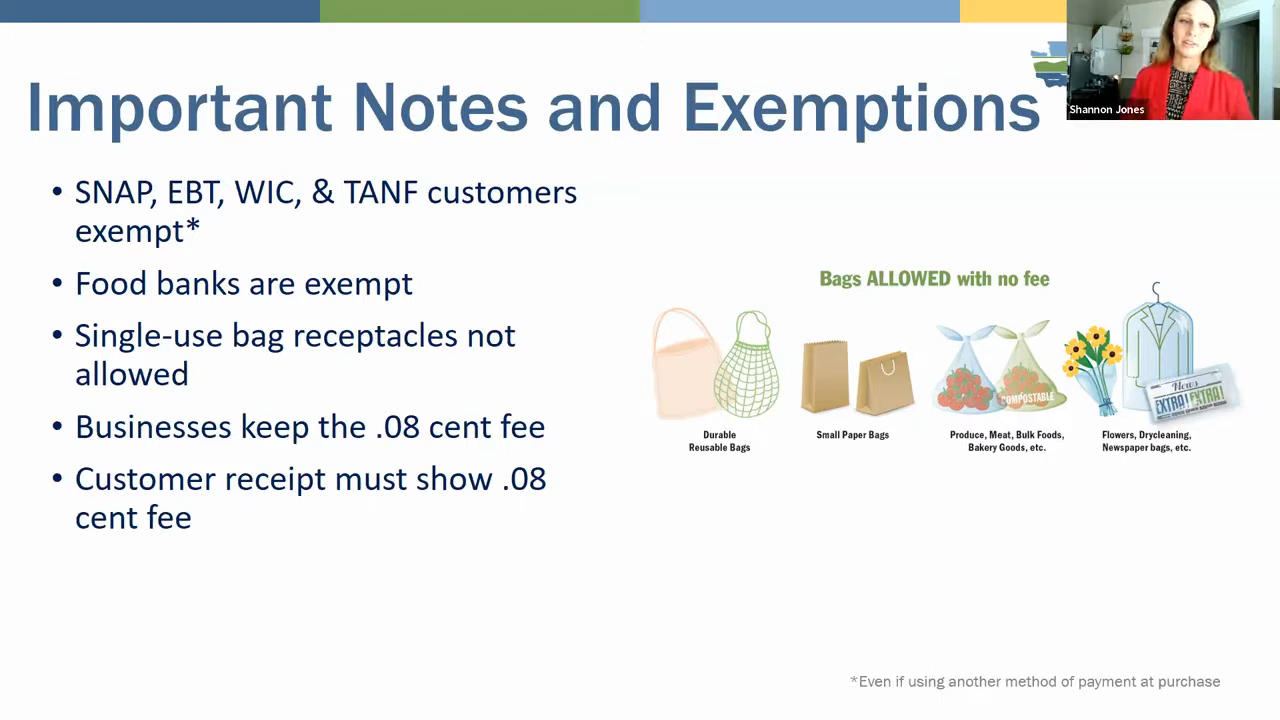 Shannon Jones
Important Notes and Exemptions
• SNAP, EBT, WIC, & TANF customers
exempt*
• Food banks are exempt
• Single-use bag receptacles not
allowed
• Businesses keep the .08 cent fee
• Customer receipt must show .08
cent fee
Bags ALLOWED with no fee
COMPOSTABLE
News
EXTRA! EXTRA!
Durable
Reusable Bags
Small Paper Bags
Produce, Meat, Bulk Foods,
Bakery Goods, etc.
Flowers, Drycleaning,
Newspaper bags, etc.
*Even if using another method of payment at purchase